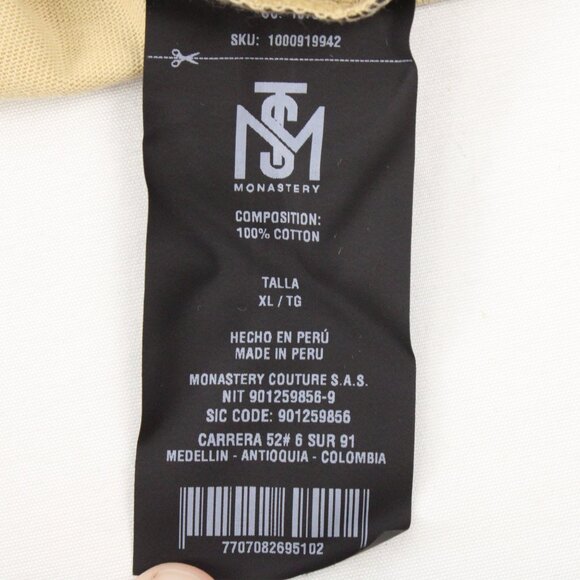 SKU: 1000919942
MONASTERY
COMPOSITION:
100% COTTON
TALLA
XL / TG
HECHO EN PERÚ
MADE IN PERU
MONASTERY COUTURE S.A.S.
NIT 901259856-9
SIC CODE: 901259856
CARRERA 52# 6 SUR 91
MEDELLIN - ANTIOQUIA - COLOMBIA
7707082695102